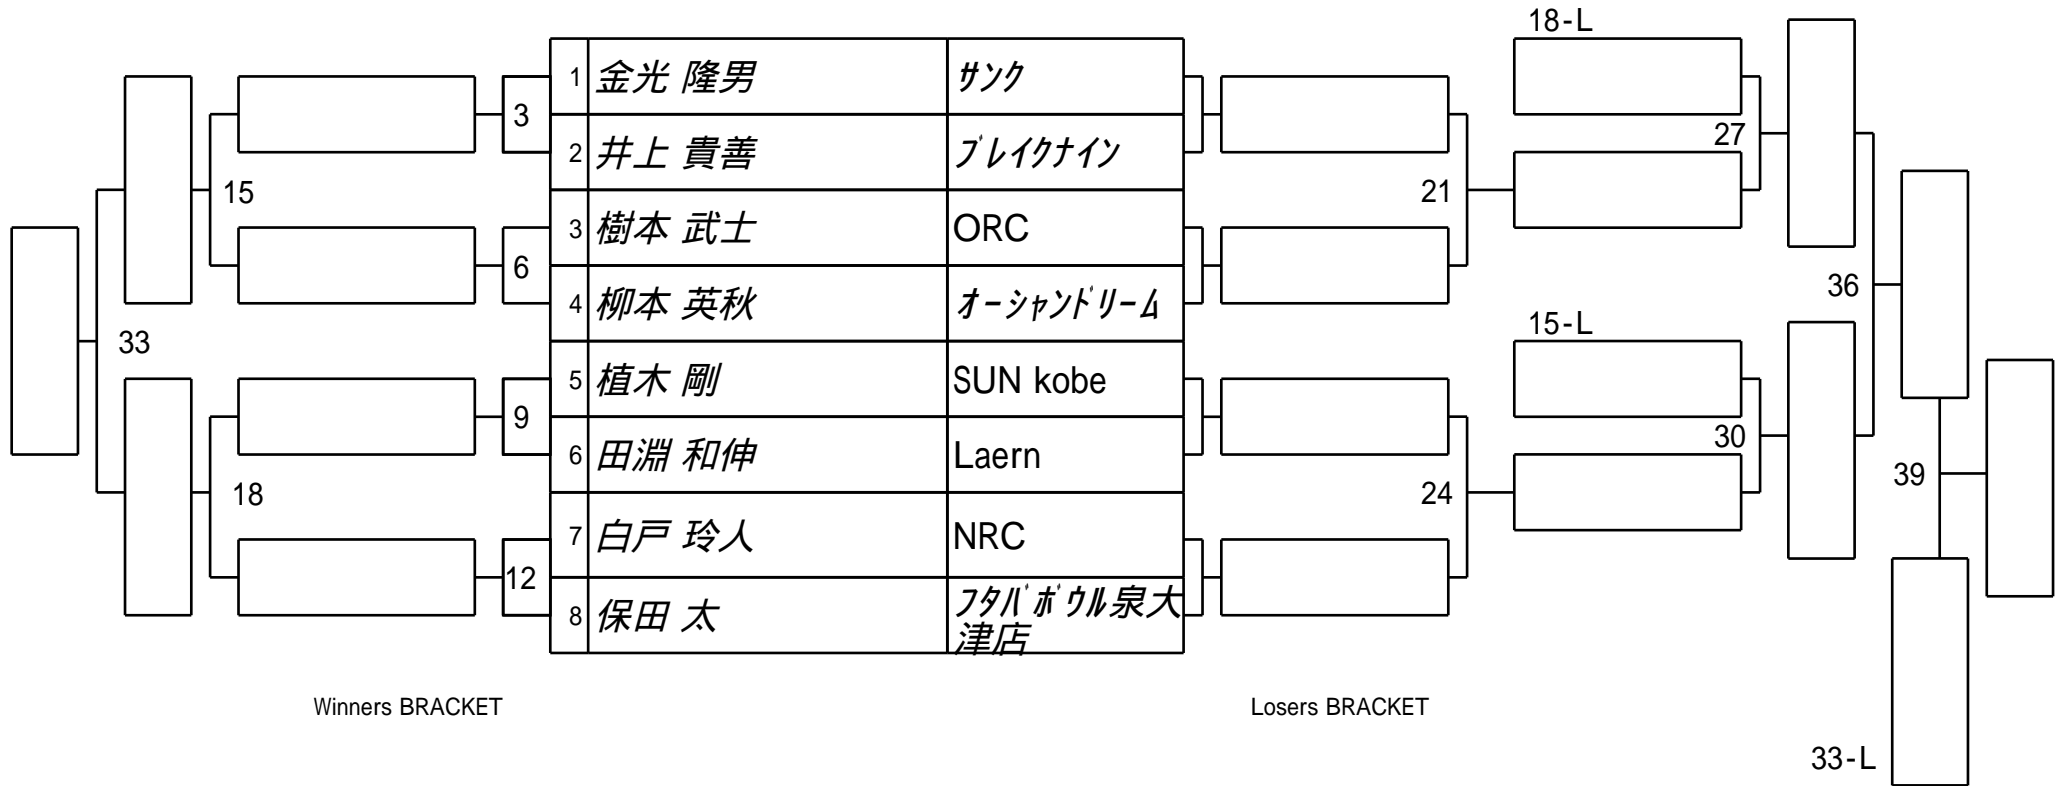 18-L
1 金光 隆男 サンク
3
2 井上 貴善 ブレイクナイン
27
15
21
3 樹本 武士 ORC
6
4 柳本 英秋 オーシャンドリーム
36
33
15-L
5 植木 剛 SUN kobe
9
30
6 田淵 和伸 Laern
39
18
24
7 白戸 玲人 NRC
12
8 保田 太 フタバボウル泉大
津店
Winners BRACKET
Losers BRACKET
33-L